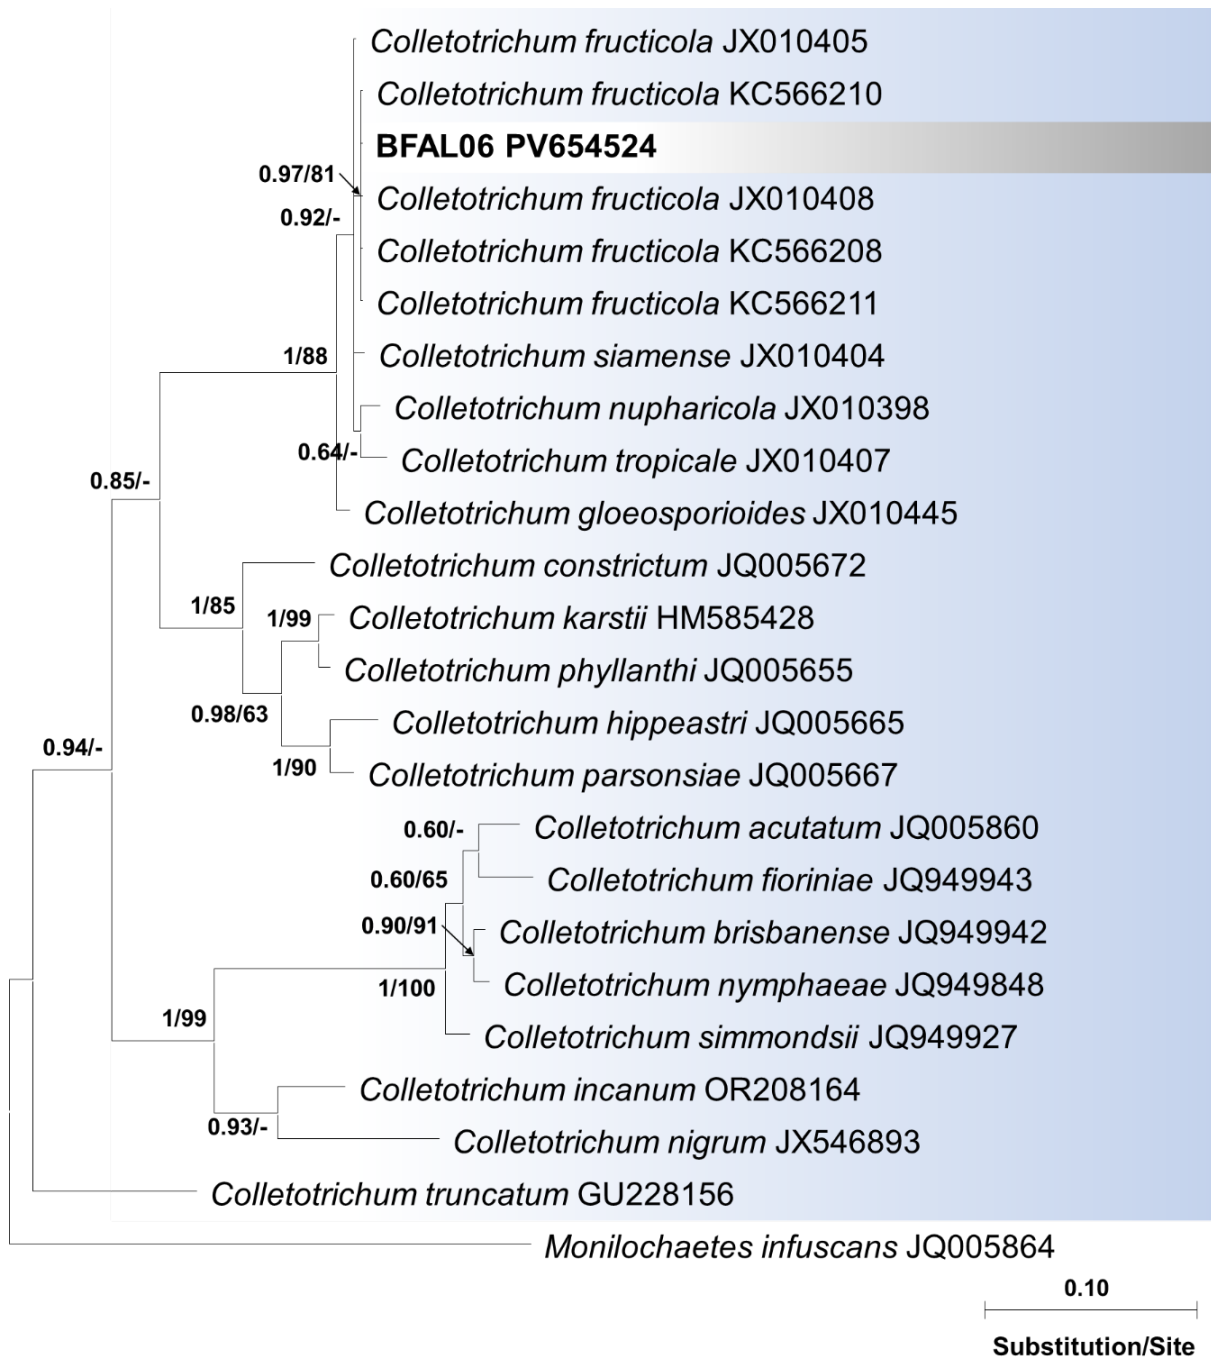 Colletotrichum fructicola JX010405
Colletotrichum fructicola KC566210
BFAL06 PV654524
0.97/81
Colletotrichum fructicola JX010408
0.92/-
Colletotrichum fructicola KC566208
Colletotrichum fructicola KC566211
1/88
Colletotrichum siamense JX010404
Colletotrichum nupharicola JX010398
0.64/-
Colletotrichum tropicale JX010407
0.85/-
Colletotrichum gloeosporioides JX010445
Colletotrichum constrictum JQ005672
1/85
1/99
Colletotrichum karstii HM585428
Colletotrichum phyllanthi JQ005655
0.98/63
Colletotrichum hippeastri JQ005665
0.94/-
1/90
Colletotrichum parsonsiae JQ005667
0.60/-
Colletotrichum acutatum JQ005860
0.60/65
Colletotrichum fioriniae JQ949943
0.90/91
Colletotrichum brisbanense JQ949942
1/100
Colletotrichum nymphaeae JQ949848
1/99
Colletotrichum simmondsii JQ949927
Colletotrichum incanum OR208164
0.93/-
Colletotrichum nigrum JX546893
Colletotrichum truncatum GU228156
Monilochaetes infuscans JQ005864
0.10
Substitution/Site